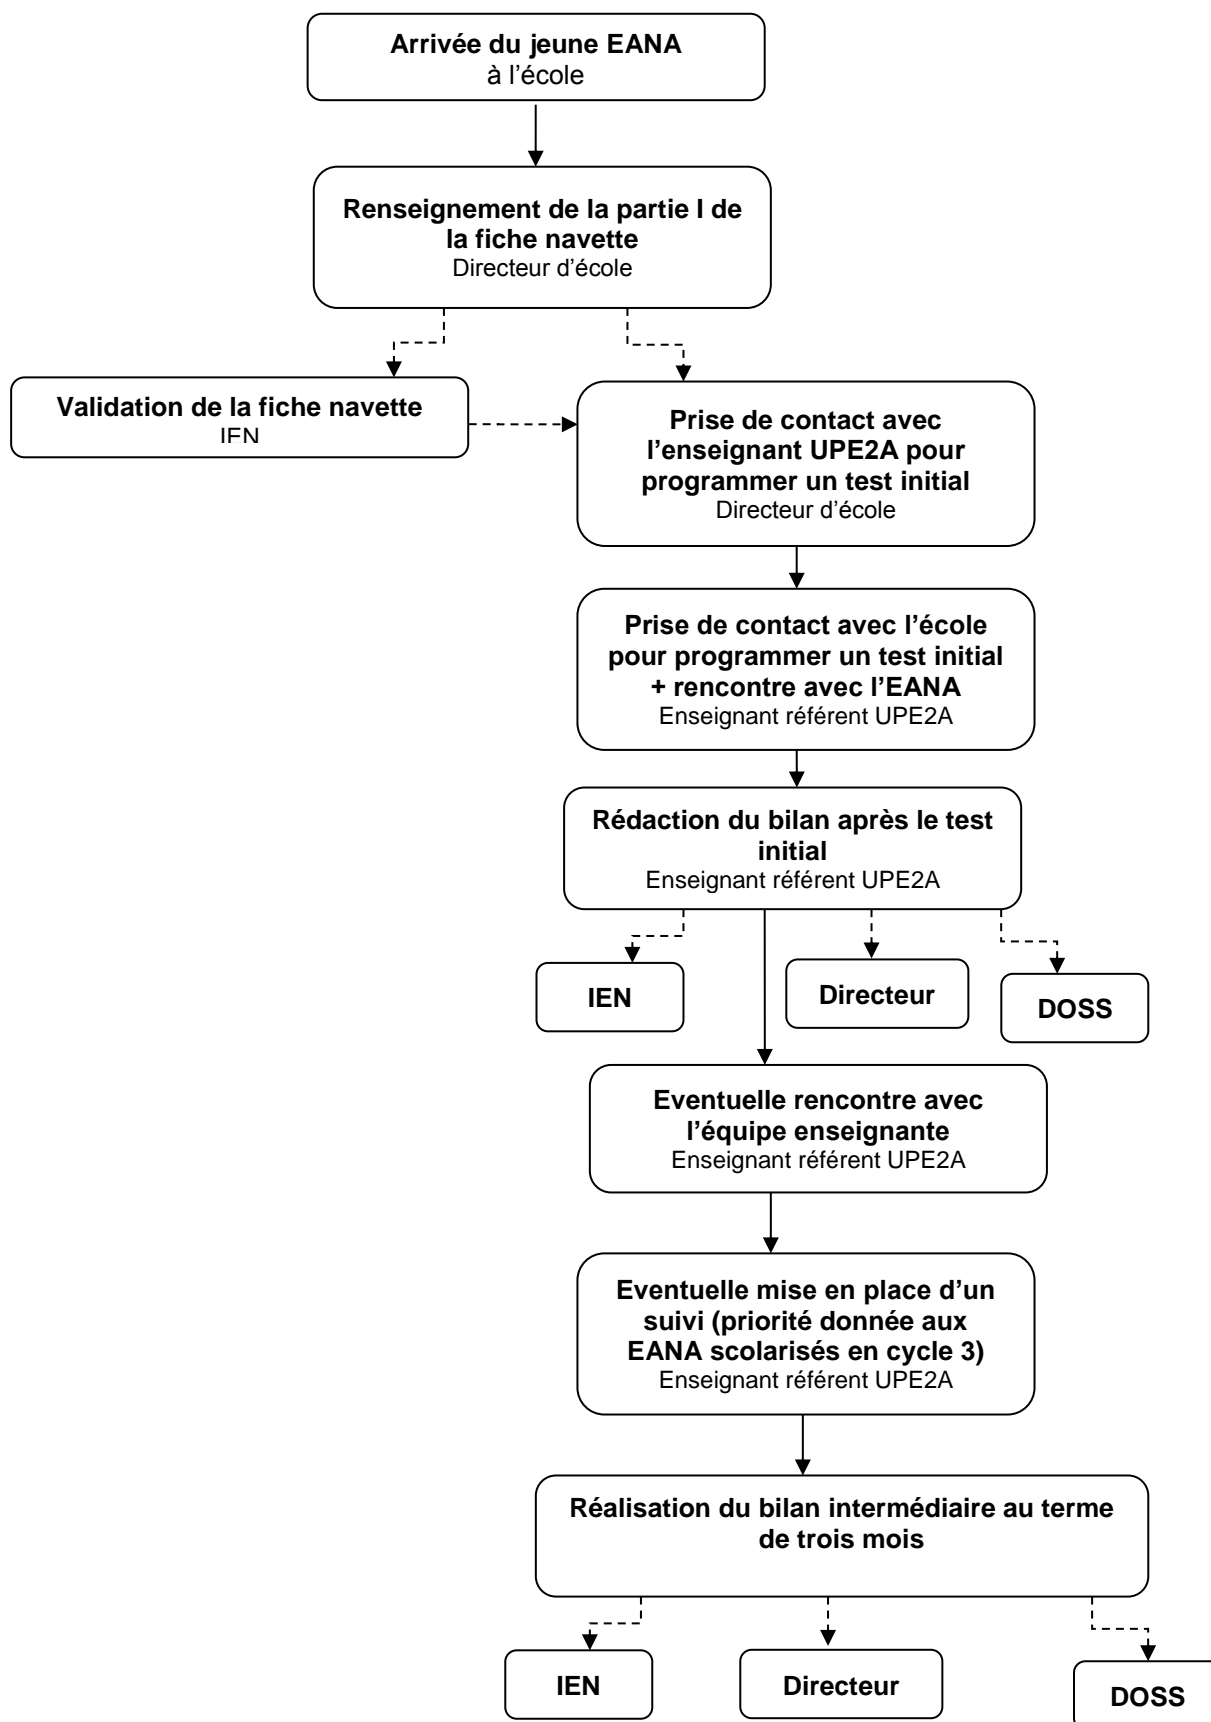 Arrivée du jeune EANA
à l’école
Renseignement de la partie I de
la fiche navette
Directeur d’école
Validation de la fiche navette
IFN
Prise de contact avec
l’enseignant UPE2A pour
programmer un test initial
Directeur d’école
Prise de contact avec l’école
pour programmer un test initial
+ rencontre avec l’EANA
Enseignant référent UPE2A
Rédaction du bilan après le test
initial
Enseignant référent UPE2A
IEN
Directeur
DOSS
Eventuelle rencontre avec
l’équipe enseignante
Enseignant référent UPE2A
Eventuelle mise en place d’un
suivi (priorité donnée aux
EANA scolarisés en cycle 3)
Enseignant référent UPE2A
Réalisation du bilan intermédiaire au terme
de trois mois
IEN
Directeur
DOSS